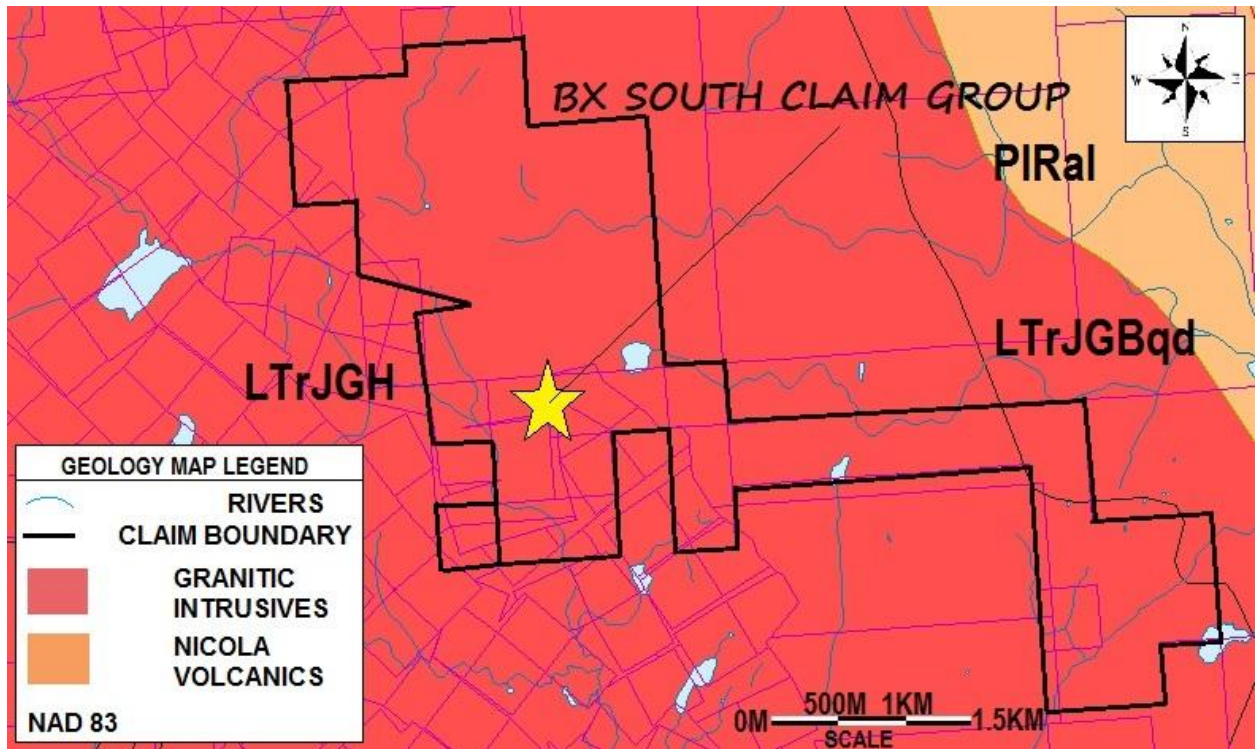 N
W E
S
BX SOUTH CLAIM GROUP
PIRal
LTrJGBqd
LTrJGH
GEOLOGY MAP LEGEND
RIVERS
CLAIM BOUNDARY
GRANITIC
INTRUSIVES
NICOLA
VOLCANICS
NAD 83
500M 1KM
0M 1.5KM
SCALE